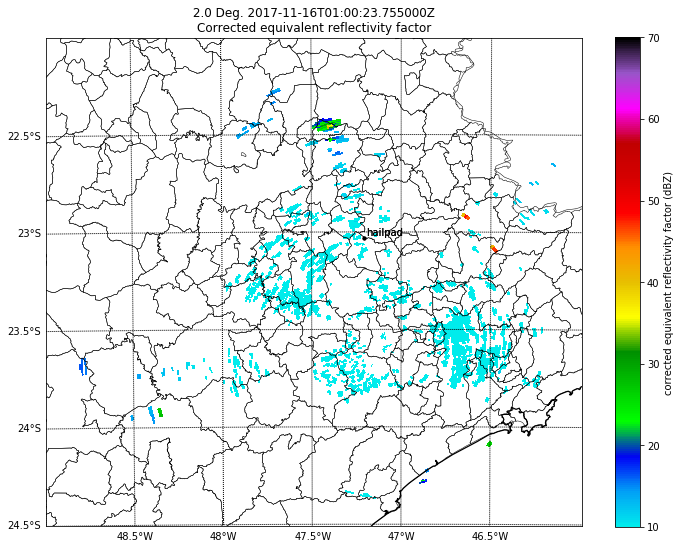 2.0 Deg. 2017-11-16T01:00:23.755000Z
Corrected equivalent reflectivity factor
22.5°S
23°S
23.5°S
24°S
24.5°S
48.5°W
48°W
47.5°W
47°W
46.5°W
hailpad
70
60
50
40
30
20
10
corrected equivalent reflectivity factor (dBZ)